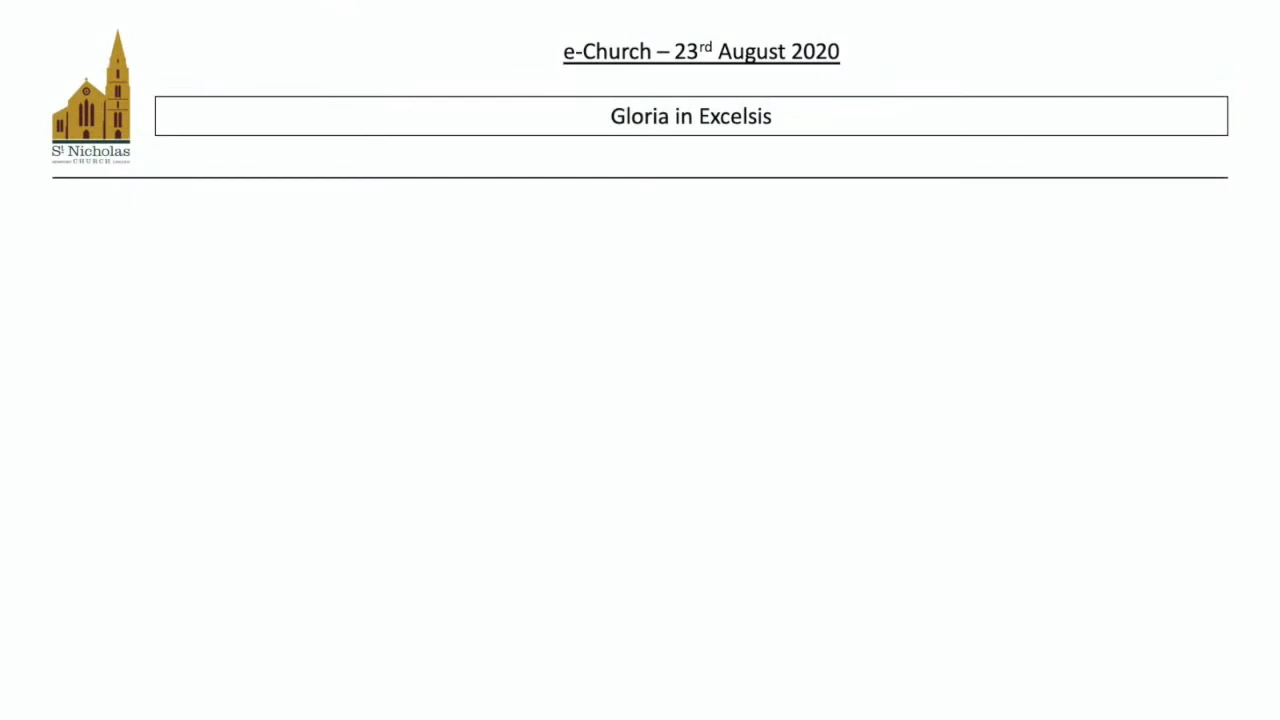 e-Church – 23rd August 2020
Gloria in Excelsis
St Nicholas
CHURCH